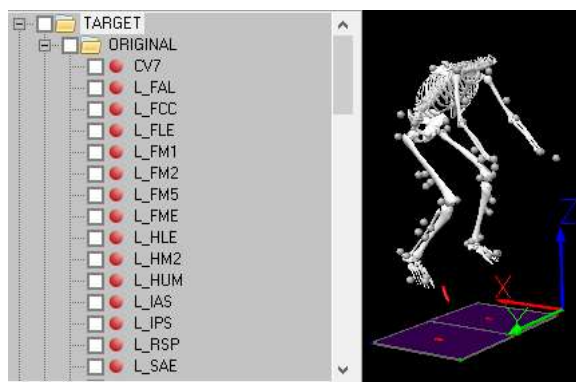 TARGET
ORIGINAL
CV7
L_FAL
L_FCC
L_FLE
L_FM1
L_FM2
L_FM5
L_FME
L_HLE
L_HM2
L_HUM
L_IAS
L_IPS
L_RSP
L_SAE
Z
X
Y